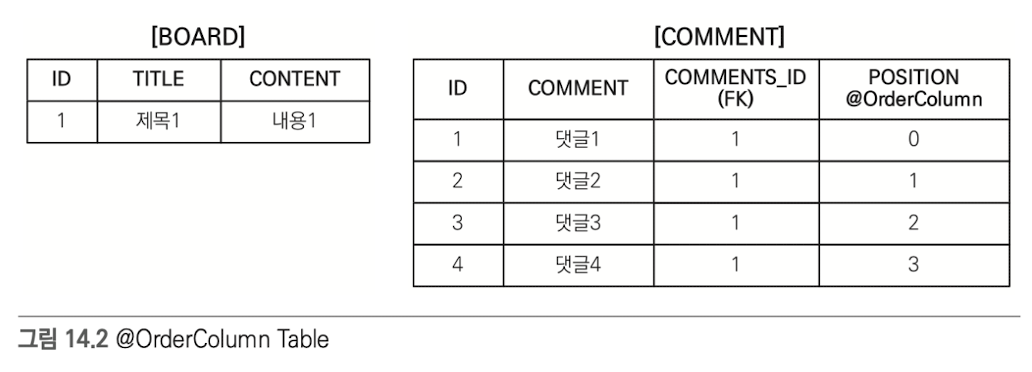 [BOARD]
ID TITLE CONTENT
1 제목1 내용1
[COMMENT]
ID COMMENT COMMENTS_ID (FK) POSITION @OrderColumn
1 댓글1 1 0
2 댓글2 1 1
3 댓글3 1 2
4 댓글4 1 3
그림 14.2 @OrderColumn Table